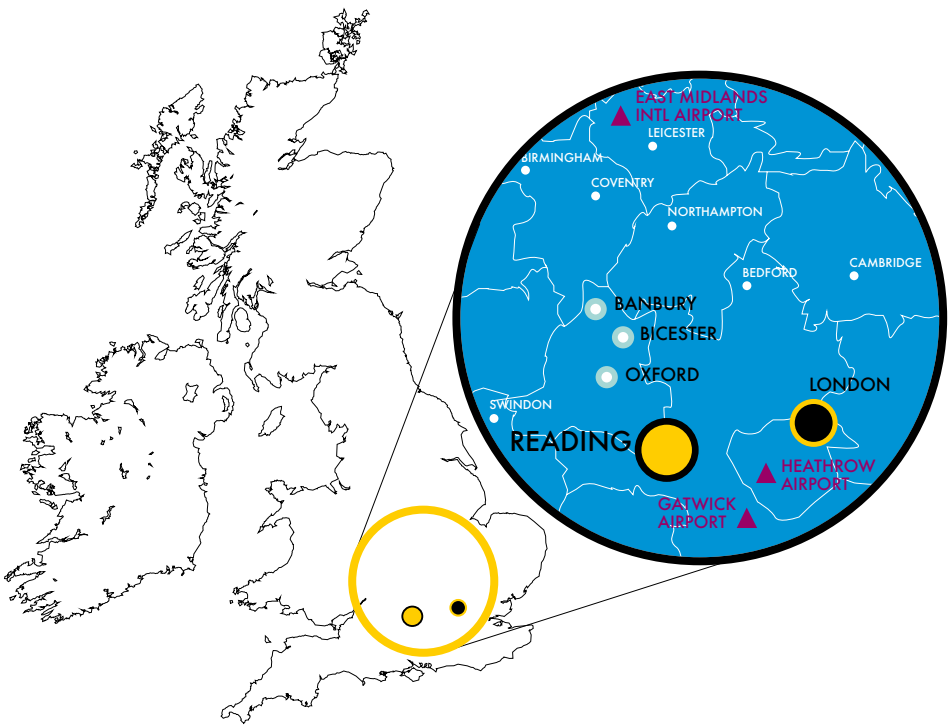 EAST MIDLANDS
INTL AIRPORT
LEICESTER
BIRMINGHAM
COVENTRY
NORTHAMPTON
CAMBRIDGE
BEDFORD
BANBURY
BICESTER
OXFORD
LONDON
SWINDON
READING
HEATHROW
AIRPORT
GATWICK
AIRPORT